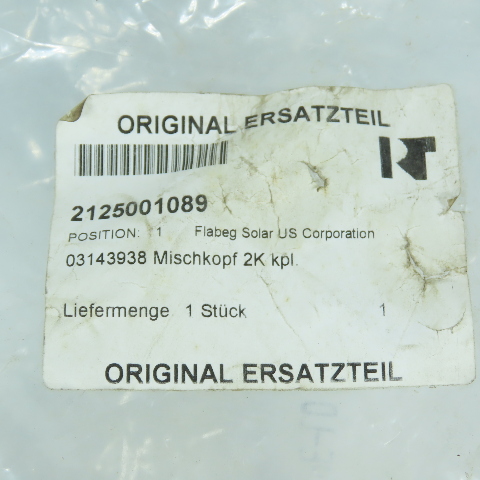 ORIGINAL ERSATZTEIL
2125001089
POSITION: 1 Flabeg Solar US Corporation
03143938 Mischkopf 2K kpl.
Liefermenge 1 Stück 1
ORIGINAL ERSATZTEIL